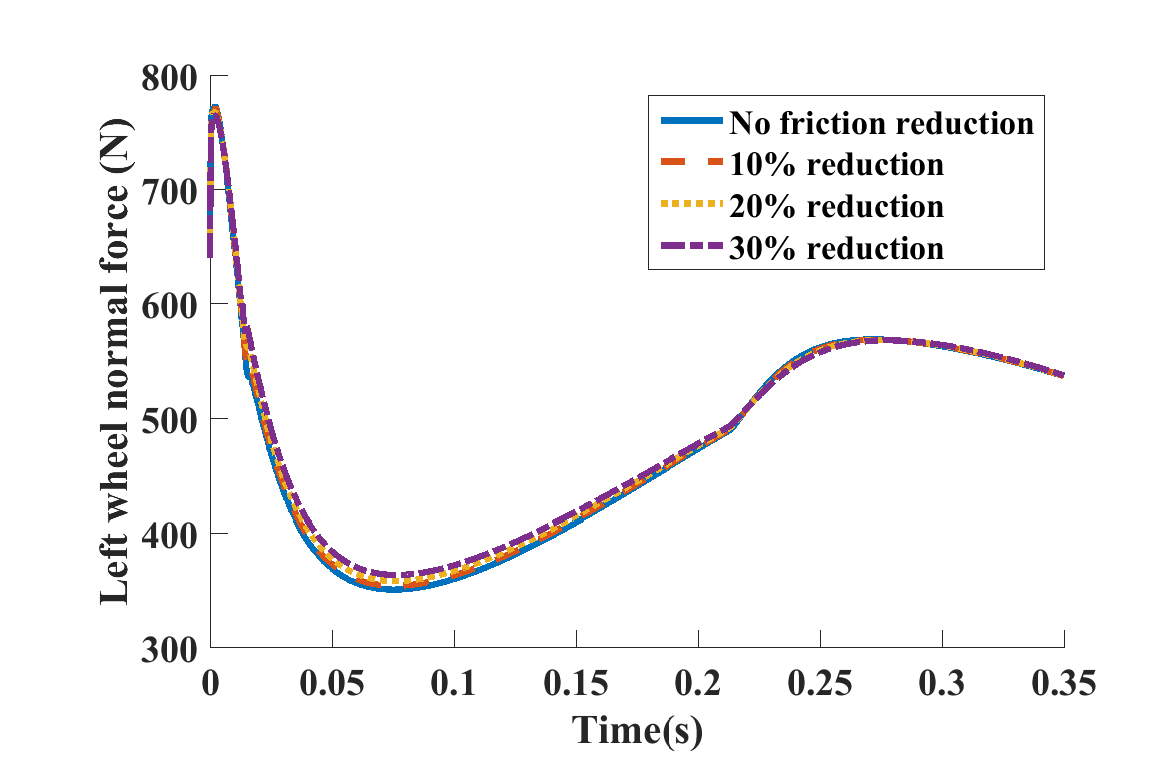 800
700
600
500
400
300
Left wheel normal force (N)
No friction reduction
10% reduction
20% reduction
30% reduction
0
0.05
0.1
0.15
0.2
0.25
0.3
0.35
Time(s)